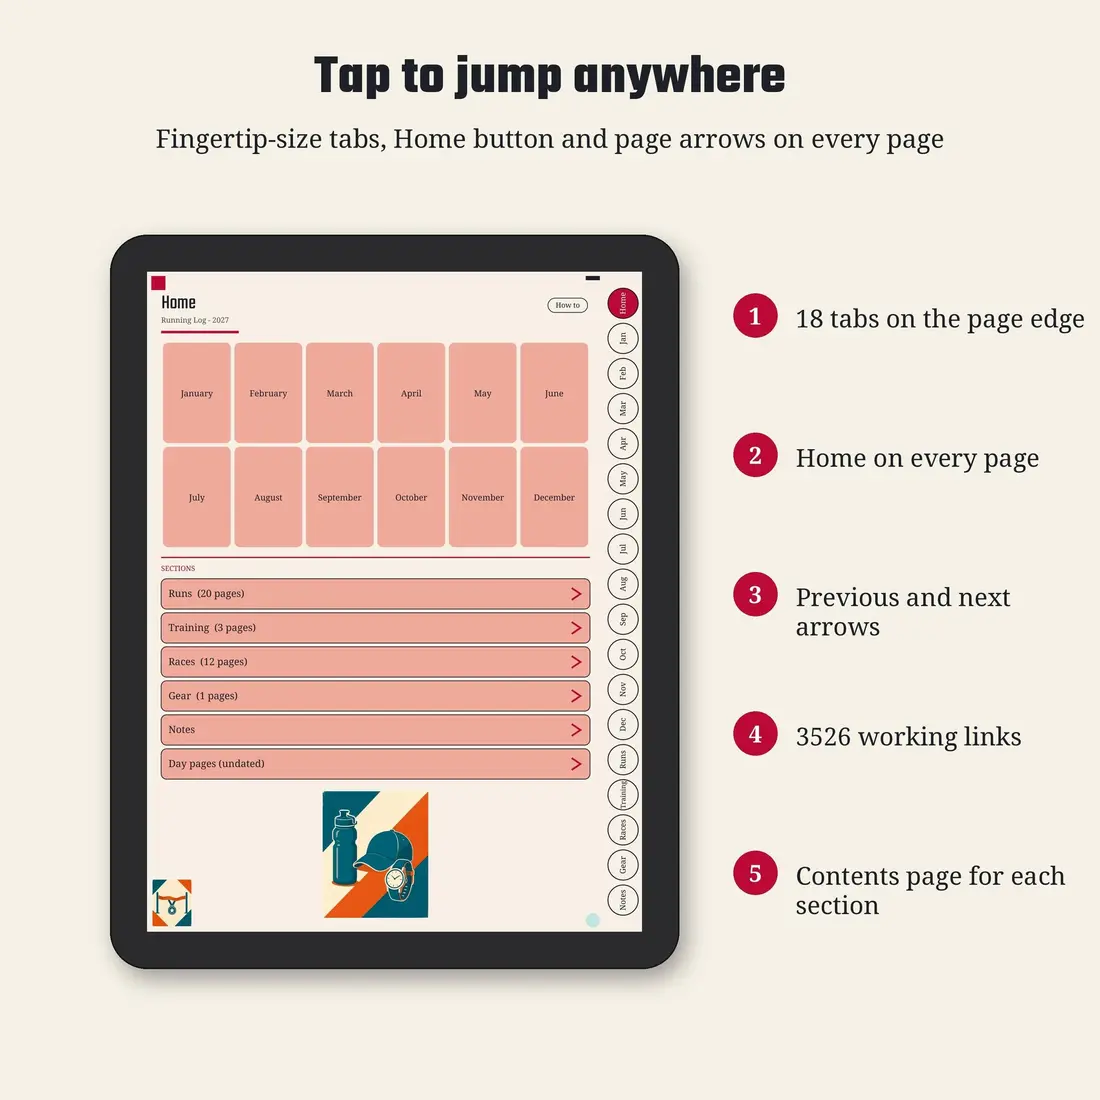 Tap to jump anywhere
Fingertip-size tabs, Home button and page arrows on every page
Home
Running Log - 2027
How to
January February March April May June
July August September October November December
SECTIONS
Runs (20 pages)
Training (3 pages)
Races (12 pages)
Gear (1 pages)
Notes
Day pages (undated)
Home
Jan
Feb
Mar
Apr
May
Jun
Jul
Aug
Sep
Oct
Nov
Dec
Runs
Training
Races
Gear
Notes
1 18 tabs on the page edge
2 Home on every page
3 Previous and next
arrows
4 3526 working links
5 Contents page for each
section